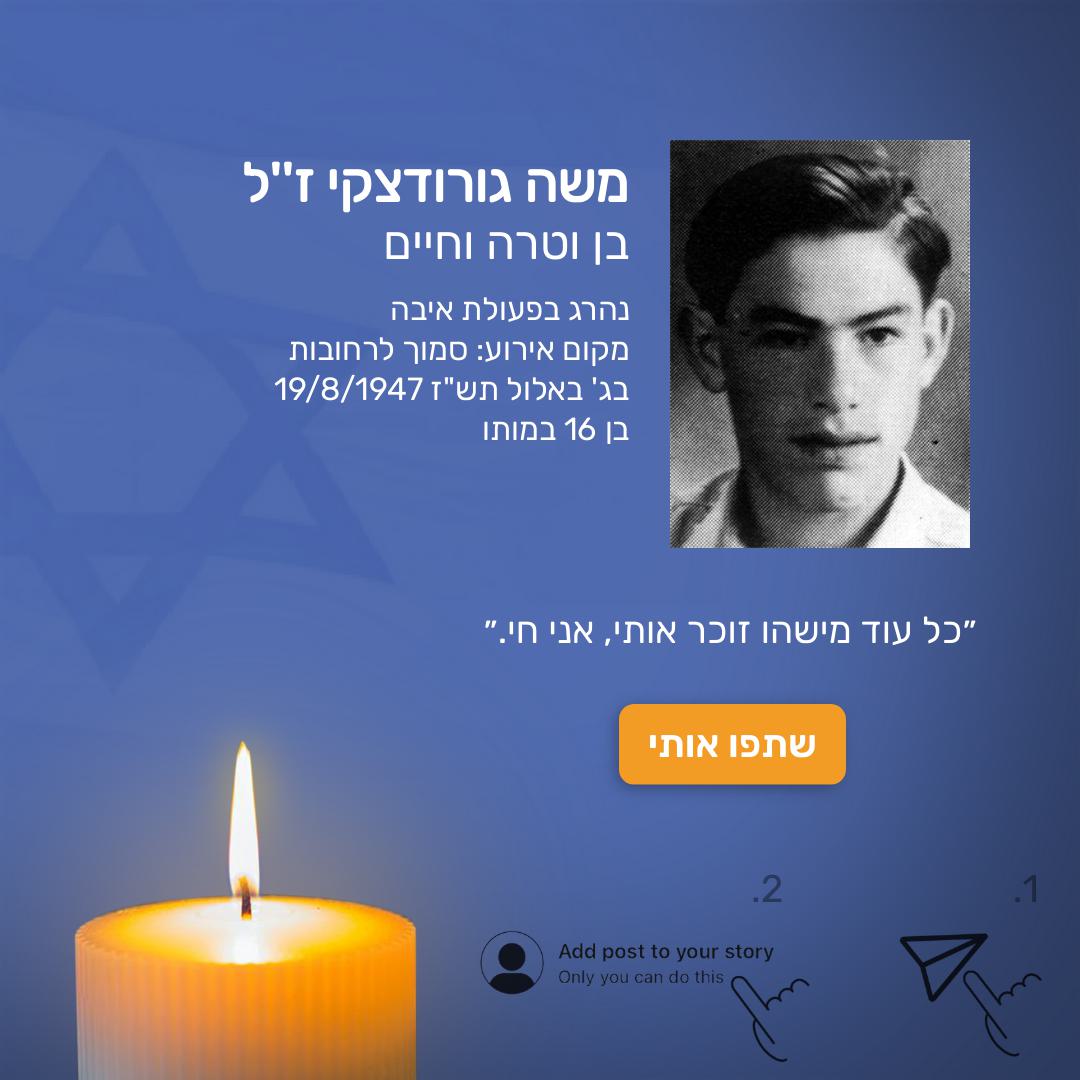 משה גורודצקי ז"ל
בן וטרה וחיים
נהרג בפעולת איבה
מקום אירוע: סמוך לרחובות
בג' באלול תש"ז 19/8/1947
בן 16 במותו
״כל עוד מישהו זוכר אותי, אני חי.״
שתפו אותי
1.
2.
Add post to your story
Only you can do this